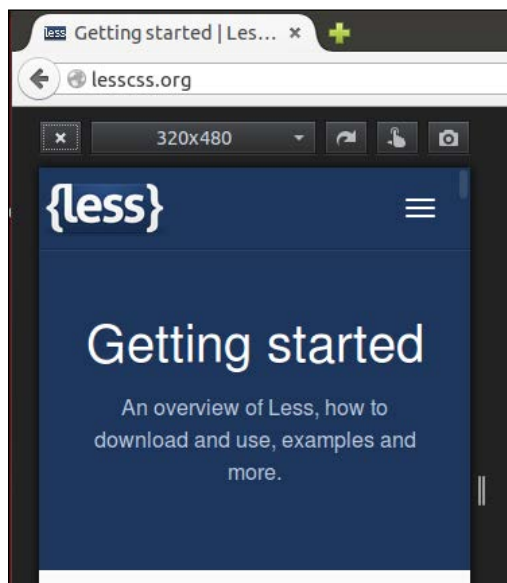 less Getting started | Les... ×
lesscss.org
× 320x480
{less}
Getting started
An overview of Less, how to
download and use, examples and
more.